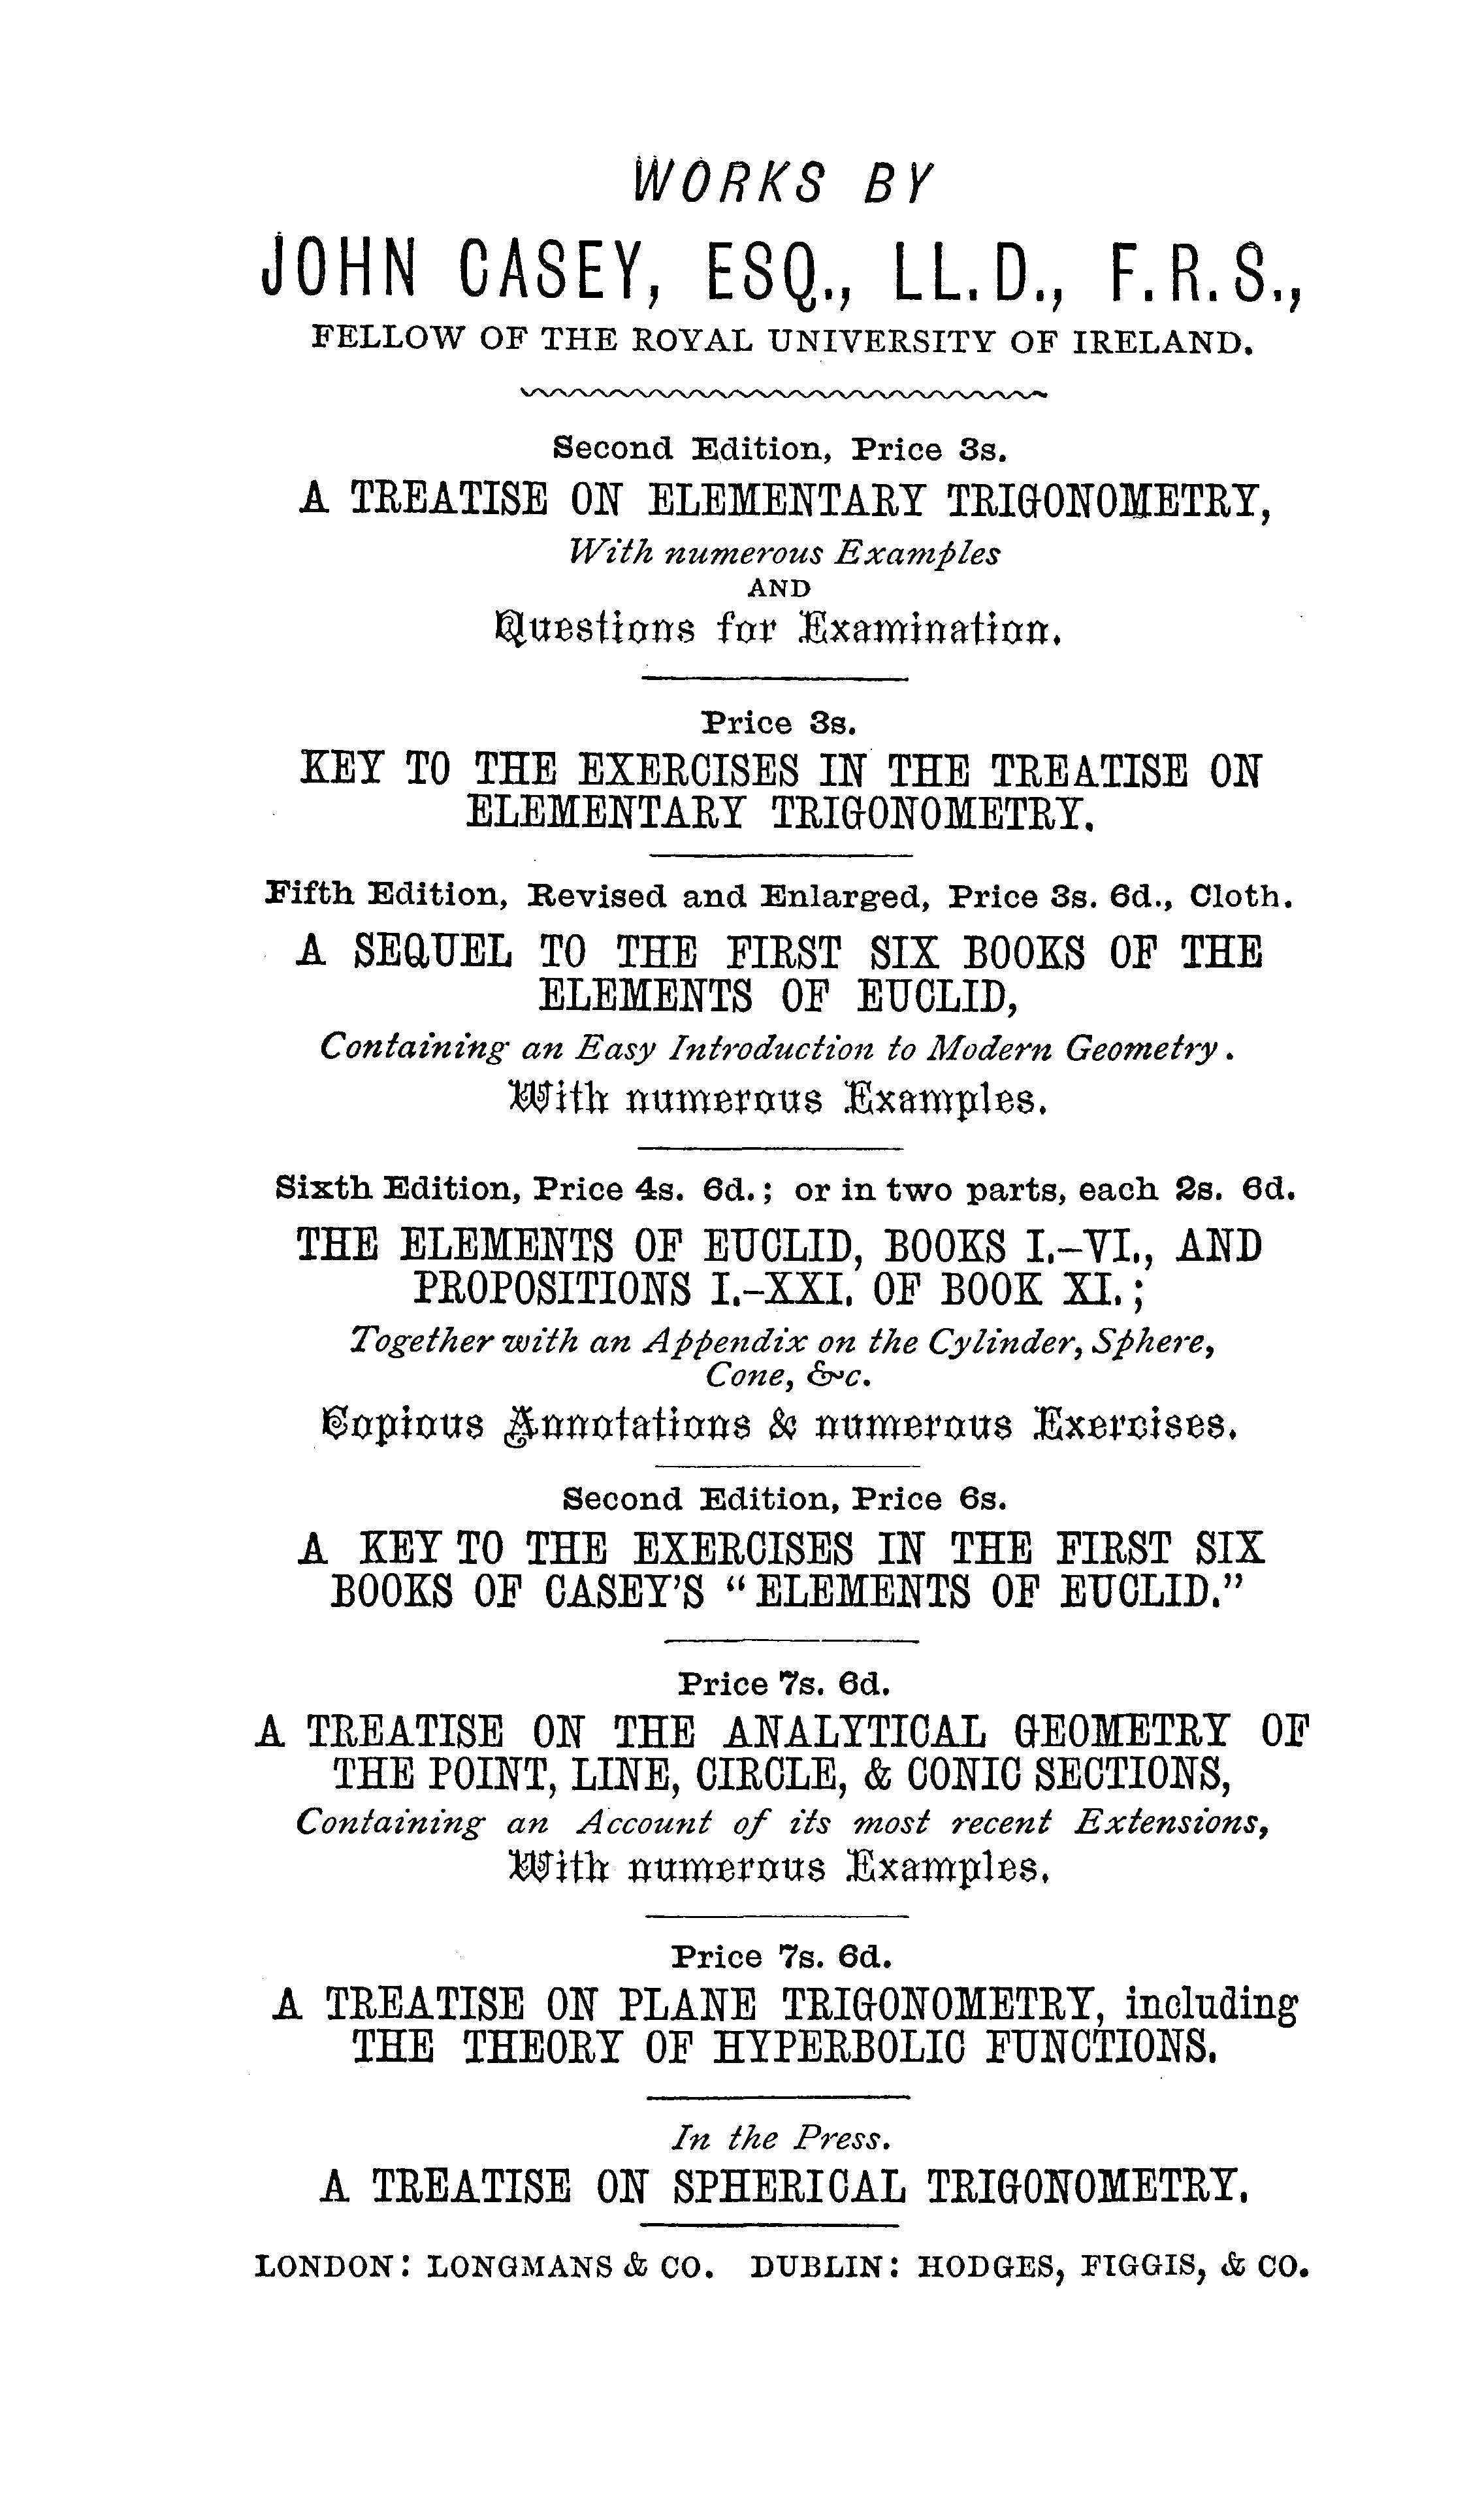 WORKS BY
JOHN CASEY, ESQ., LL.D., F.R.S.,
FELLOW OF THE ROYAL UNIVERSITY OF IRELAND.
Second Edition, Price 3s.
A TREATISE ON ELEMENTARY TRIGONOMETRY,
With numerous Examples
AND
Questions for Examination.
Price 3s.
KEY TO THE EXERCISES IN THE TREATISE ON
ELEMENTARY TRIGONOMETRY.
Fifth Edition, Revised and Enlarged, Price 3s. 6d., Cloth.
A SEQUEL TO THE FIRST SIX BOOKS OF THE
ELEMENTS OF EUCLID,
Containing an Easy Introduction to Modern Geometry.
With numerous Examples.
Sixth Edition, Price 4s. 6d.; or in two parts, each 2s. 6d.
THE ELEMENTS OF EUCLID, BOOKS I.–VI., AND
PROPOSITIONS I.–XXI. OF BOOK XI.;
Together with an Appendix on the Cylinder, Sphere,
Cone, &c.
Copious Annotations & numerous Exercises.
Second Edition, Price 6s.
A KEY TO THE EXERCISES IN THE FIRST SIX
BOOKS OF CASEY'S "ELEMENTS OF EUCLID."
Price 7s. 6d.
A TREATISE ON THE ANALYTICAL GEOMETRY OF
THE POINT, LINE, CIRCLE, & CONIC SECTIONS,
Containing an Account of its most recent Extensions,
With numerous Examples.
Price 7s. 6d.
A TREATISE ON PLANE TRIGONOMETRY, including
THE THEORY OF HYPERBOLIC FUNCTIONS.
In the Press.
A TREATISE ON SPHERICAL TRIGONOMETRY.
LONDON: LONGMANS & CO. DUBLIN: HODGES, FIGGIS, & CO.